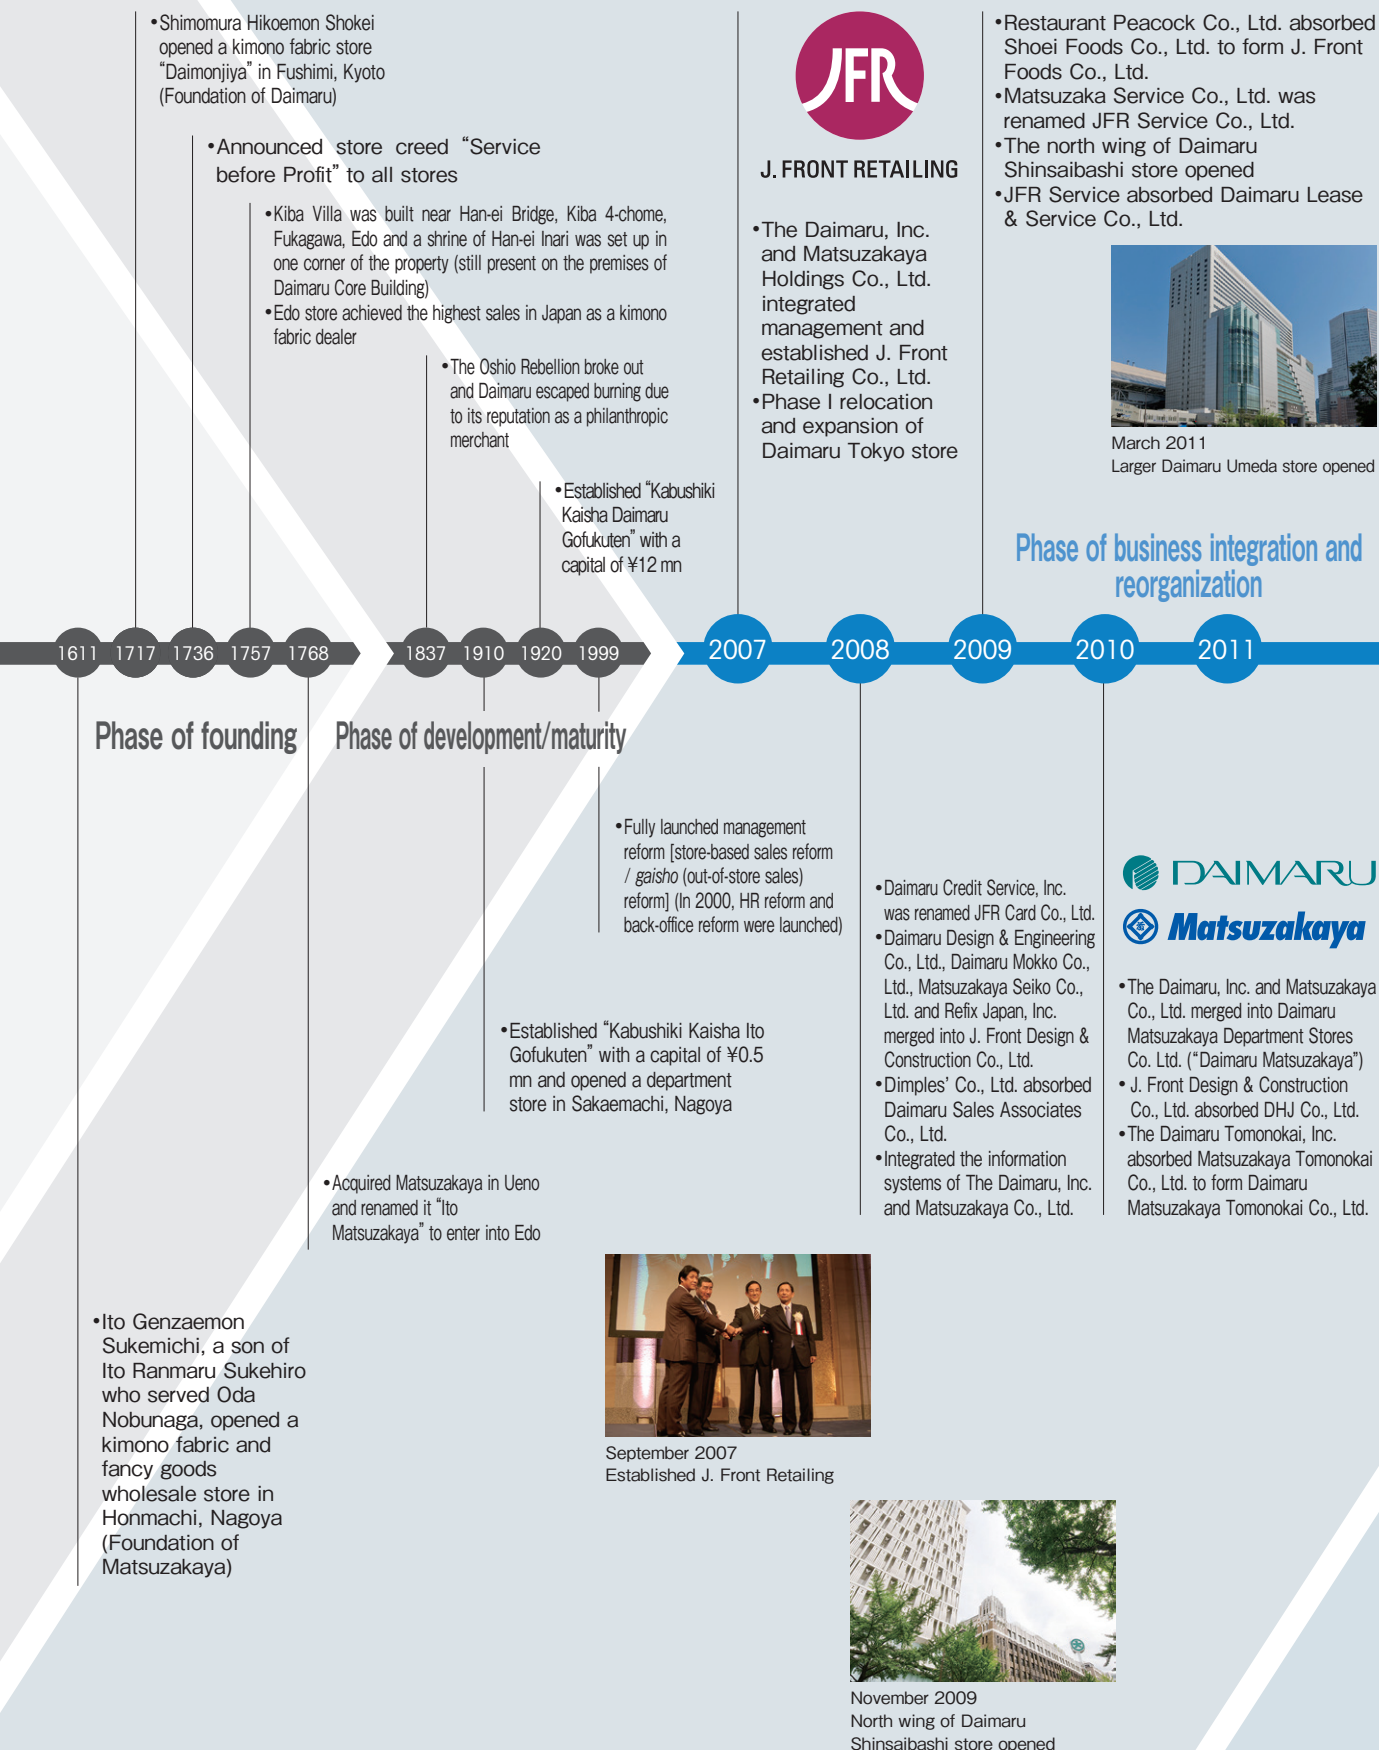 •Shimomura Hikoemon Shokei
opened a kimono fabric store
“Daimonjiya” in Fushimi, Kyoto
(Foundation of Daimaru)
•Announced store creed “Service
before Profit” to all stores
•Kiba Villa was built near Han-ei Bridge, Kiba 4-chome,
Fukagawa, Edo and a shrine of Han-ei Inari was set up in
one corner of the property (still present on the premises of
Daimaru Core Building)
•Edo store achieved the highest sales in Japan as a kimono
fabric dealer
•The Oshio Rebellion broke out
and Daimaru escaped burning due
to its reputation as a philanthropic
merchant
•Established “Kabushiki
Kaisha Daimaru
Gofukuten” with a
capital of ¥12 mn
JFR
J. FRONT RETAILING
•The Daimaru, Inc.
and Matsuzakaya
Holdings Co., Ltd.
integrated
management and
established J. Front
Retailing Co., Ltd.
•Phase I relocation
and expansion of
Daimaru Tokyo store
•Restaurant Peacock Co., Ltd. absorbed
Shoei Foods Co., Ltd. to form J. Front
Foods Co., Ltd.
•Matsuzaka Service Co., Ltd. was
renamed JFR Service Co., Ltd.
•The north wing of Daimaru
Shinsaibashi store opened
•JFR Service absorbed Daimaru Lease
& Service Co., Ltd.
March 2011
Larger Daimaru Umeda store opened
Phase of business integration and
reorganization
1611 1717 1736 1757 1768 1837 1910 1920 1999 2007 2008 2009 2010 2011
Phase of founding
Phase of development/maturity
•Fully launched management
reform [store-based sales reform
/ gaisho (out-of-store sales)
reform] (In 2000, HR reform and
back-office reform were launched)
•Established “Kabushiki Kaisha Ito
Gofukuten” with a capital of ¥0.5
mn and opened a department
store in Sakaemachi, Nagoya
•Acquired Matsuzakaya in Ueno
and renamed it “Ito
Matsuzakaya” to enter into Edo
•Ito Genzaemon
Sukemichi, a son of
Ito Ranmaru Sukehiro
who served Oda
Nobunaga, opened a
kimono fabric and
fancy goods
wholesale store in
Honmachi, Nagoya
(Foundation of
Matsuzakaya)
•Daimaru Credit Service, Inc.
was renamed JFR Card Co., Ltd.
•Daimaru Design & Engineering
Co., Ltd., Daimaru Mokko Co.,
Ltd., Matsuzakaya Seiko Co.,
Ltd. and Refix Japan, Inc.
merged into J. Front Design &
Construction Co., Ltd.
•Dimples’ Co., Ltd. absorbed
Daimaru Sales Associates
Co., Ltd.
•Integrated the information
systems of The Daimaru, Inc.
and Matsuzakaya Co., Ltd.
DAIMARU
Matsuzakaya
•The Daimaru, Inc. and Matsuzakaya
Co., Ltd. merged into Daimaru
Matsuzakaya Department Stores
Co. Ltd. (“Daimaru Matsuzakaya”)
• J. Front Design & Construction
Co., Ltd. absorbed DHJ Co., Ltd.
•The Daimaru Tomonokai, Inc.
absorbed Matsuzakaya Tomonokai
Co., Ltd. to form Daimaru
Matsuzakaya Tomonokai Co., Ltd.
September 2007
Established J. Front Retailing
November 2009
North wing of Daimaru
Shinsaibashi store opened